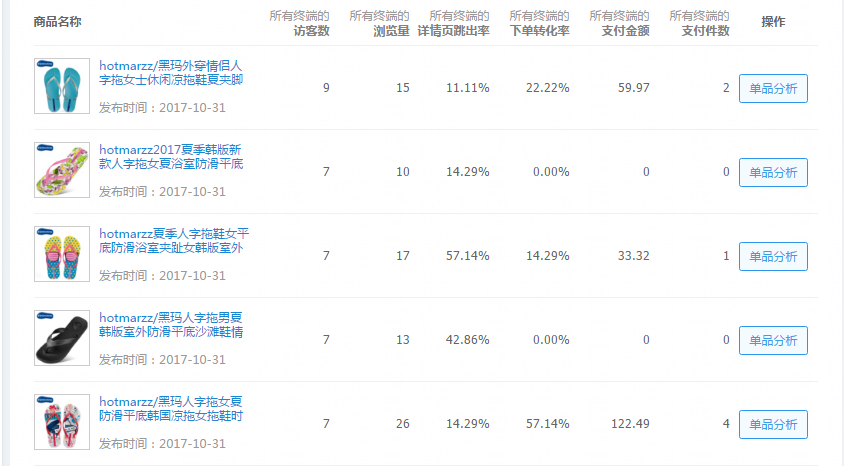 商品名称
所有终端的 访客数
所有终端的 浏览量
所有终端的 详情页跳出率
所有终端的 下单转化率
所有终端的 支付金额
所有终端的 支付件数
操作
hotmarzz/黑玛外穿情侣人
字拖女士休闲凉拖鞋夏夹脚
发布时间：2017-10-31
9 15 11.11% 22.22% 59.97 2 单品分析
hotmarzz2017夏季韩版新
款人字拖女夏浴室防滑平底
发布时间：2017-10-31
7 10 14.29% 0.00% 0 0 单品分析
hotmarzz夏季人字拖鞋女平
底防滑浴室夹趾女韩版室外
发布时间：2017-10-31
7 17 57.14% 14.29% 33.32 1 单品分析
hotmarzz/黑玛人字拖男夏
韩版室外防滑平底沙滩鞋情
发布时间：2017-10-31
7 13 42.86% 0.00% 0 0 单品分析
hotmarzz/黑玛人字拖女夏
防滑平底韩国凉拖女拖鞋时
发布时间：2017-10-31
7 26 14.29% 57.14% 122.49 4 单品分析